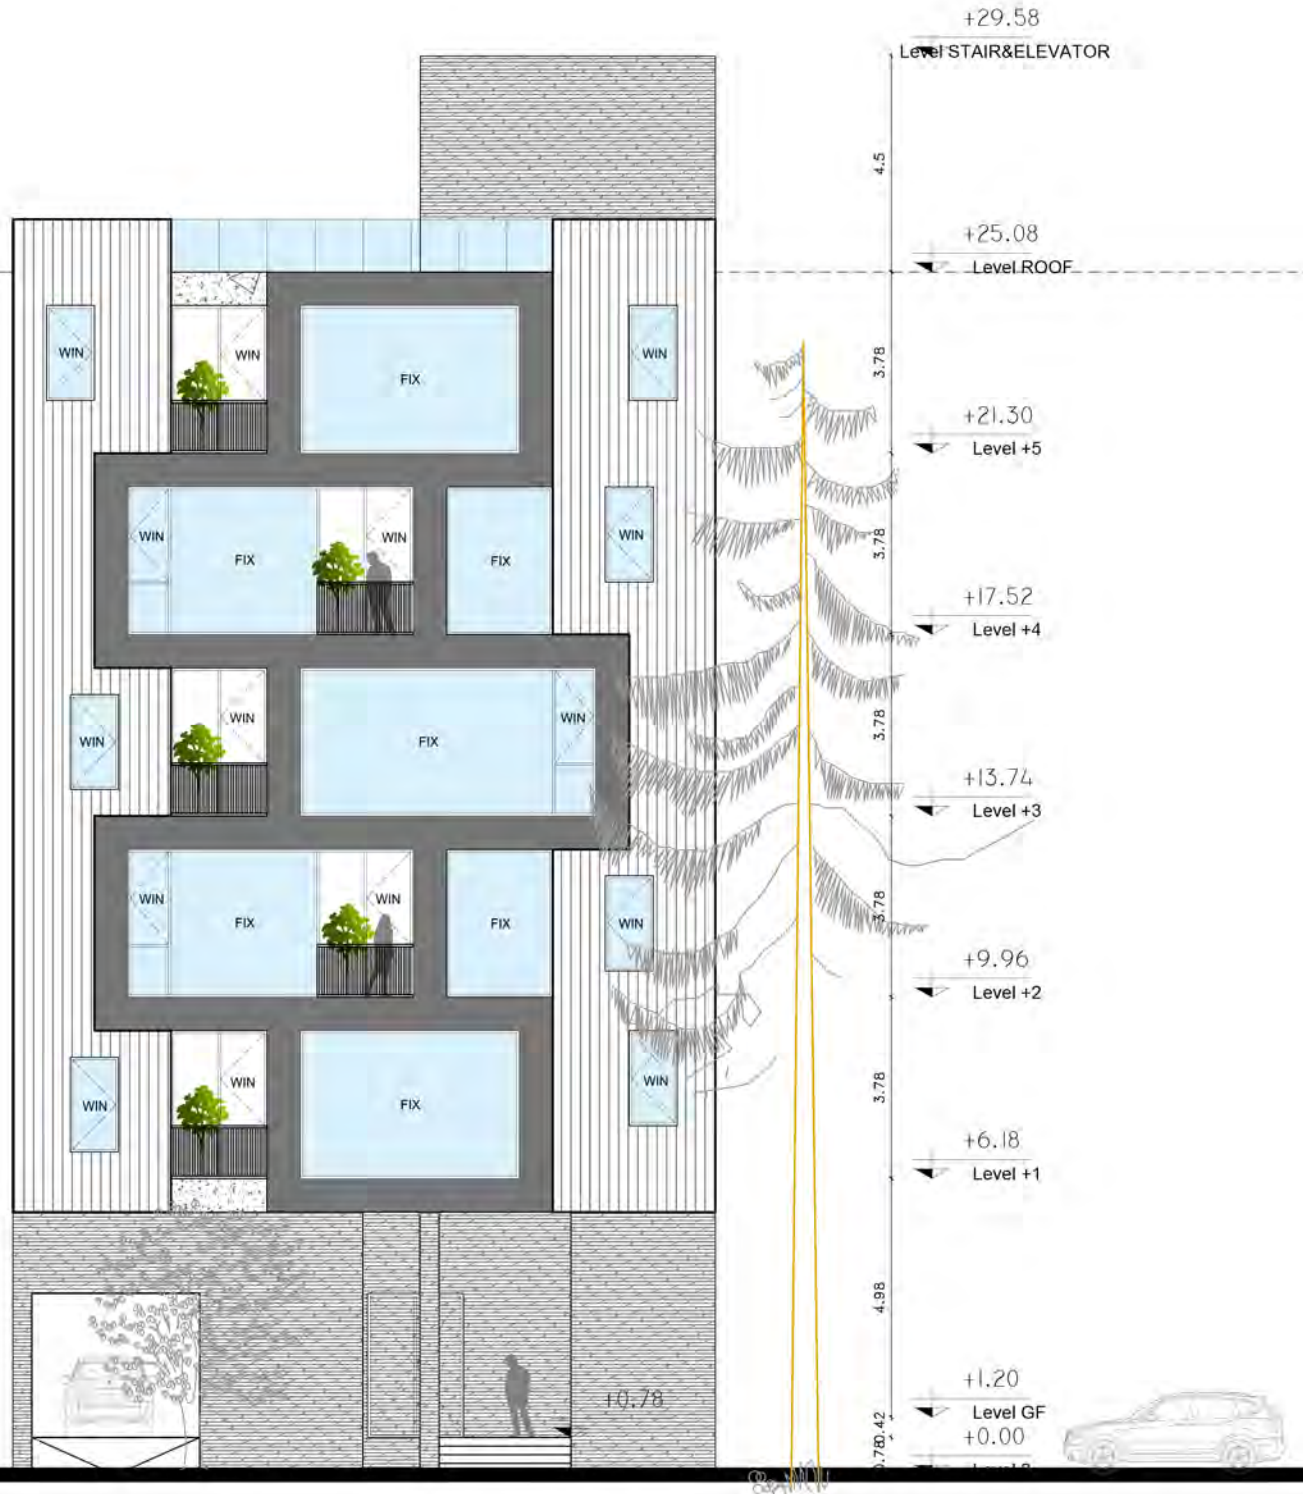 +29.58
Level STAIR&ELEVATOR
4.5
+25.08
Level ROOF
WIN
WIN
WIN
FIX
3.78
+21.30
Level +5
WIN
FIX
WIN
FIX
WIN
3.78
+17.52
Level +4
WIN
WIN
FIX
WIN
3.78
+13.74
Level +3
WIN
FIX
WIN
FIX
WIN
3.78
+9.96
Level +2
WIN
WIN
FIX
WIN
3.78
+6.18
Level +1
4.98
+1.20
+0.78
Level GF
0.42
+0.00
0.78